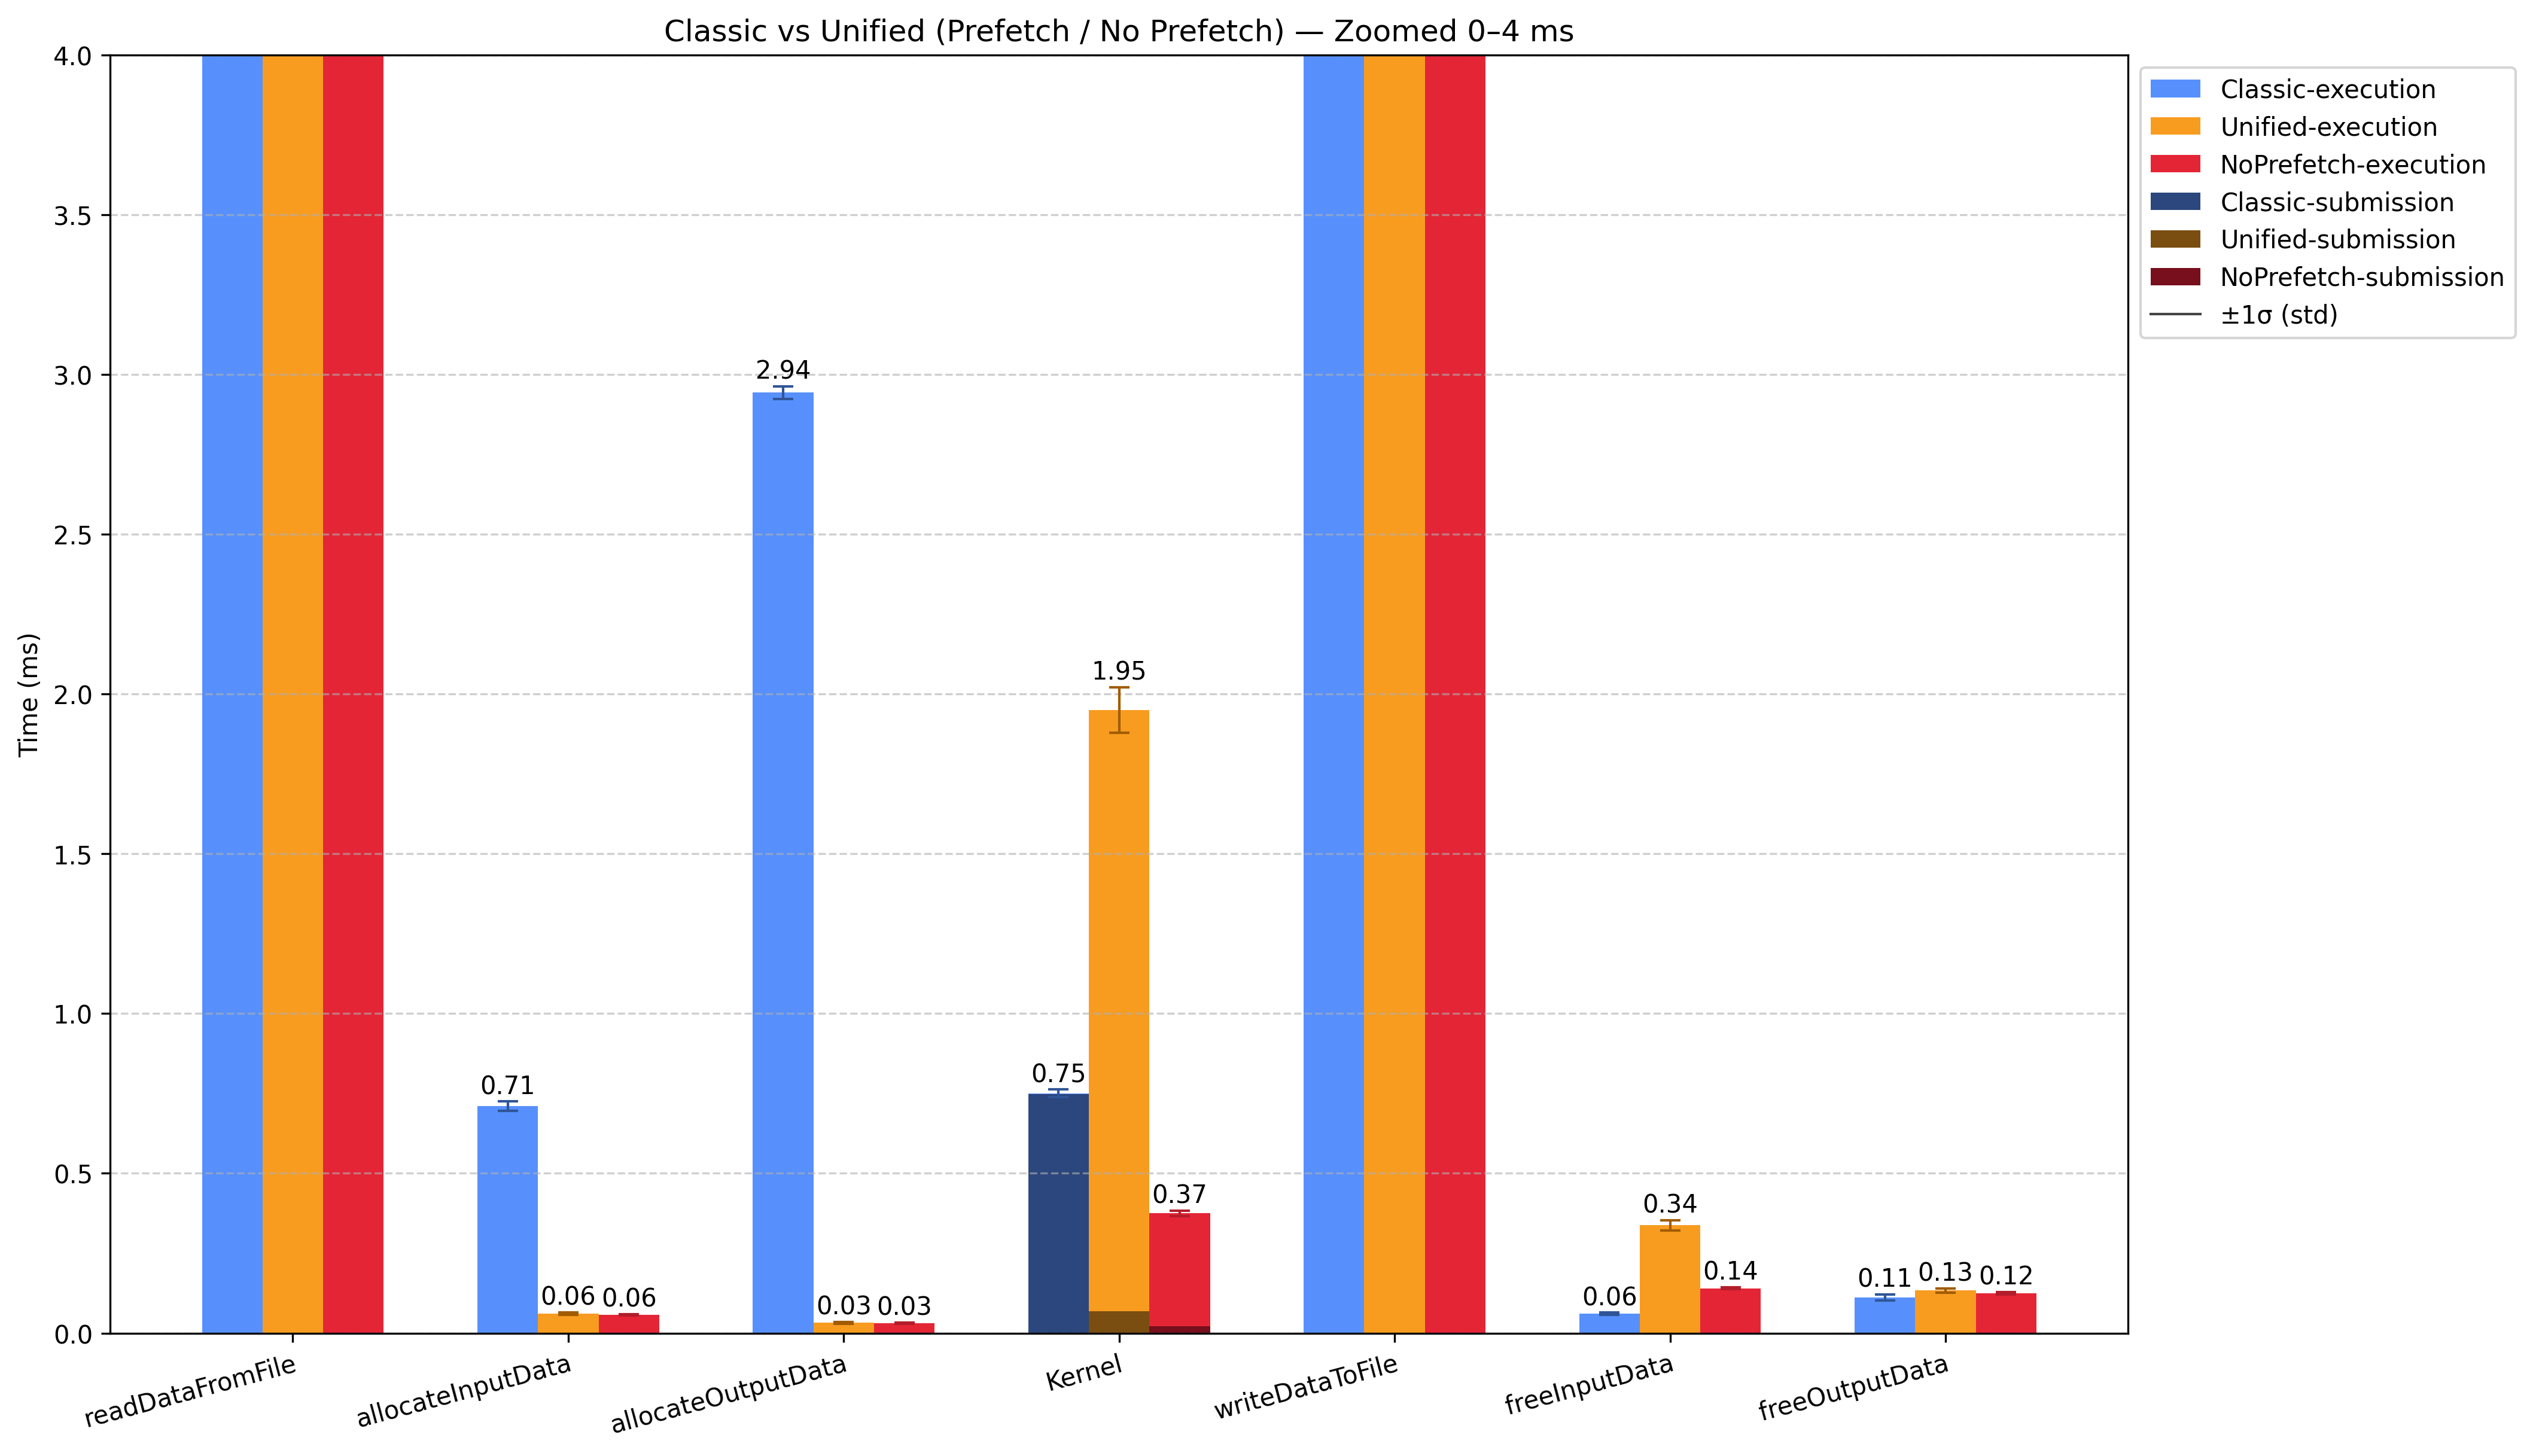 Classic vs Unified (Prefetch / No Prefetch) — Zoomed 0–4 ms
Time (ms)
4.0
3.5
3.0
2.5
2.0
1.5
1.0
0.5
0.0
0.71
0.06
0.06
2.94
0.03
0.03
0.75
1.95
0.37
0.06
0.34
0.14
0.11
0.13
0.12
readDataFromFile
allocateInputData
allocateOutputData
Kernel
writeDataToFile
freeInputData
freeOutputData
Classic-execution
Unified-execution
NoPrefetch-execution
Classic-submission
Unified-submission
NoPrefetch-submission
±1σ (std)